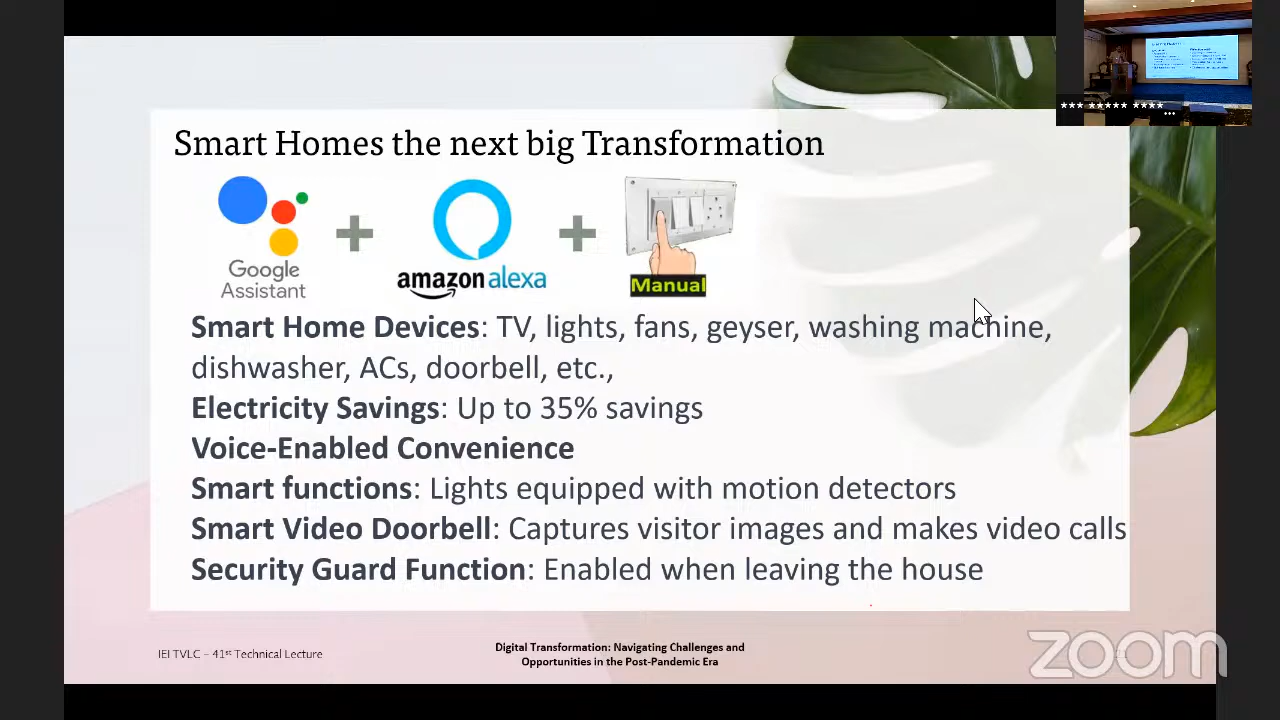 *** ***** ****
...
Smart Homes the next big Transformation
Google
Assistant
amazon alexa
Manual
Smart Home Devices: TV, lights, fans, geyser, washing machine,
dishwasher, ACs, doorbell, etc.,
Electricity Savings: Up to 35% savings
Voice-Enabled Convenience
Smart functions: Lights equipped with motion detectors
Smart Video Doorbell: Captures visitor images and makes video calls
Security Guard Function: Enabled when leaving the house
IEI TVLC – 41st Technical Lecture
Digital Transformation: Navigating Challenges and
Opportunities in the Post-Pandemic Era
zoom